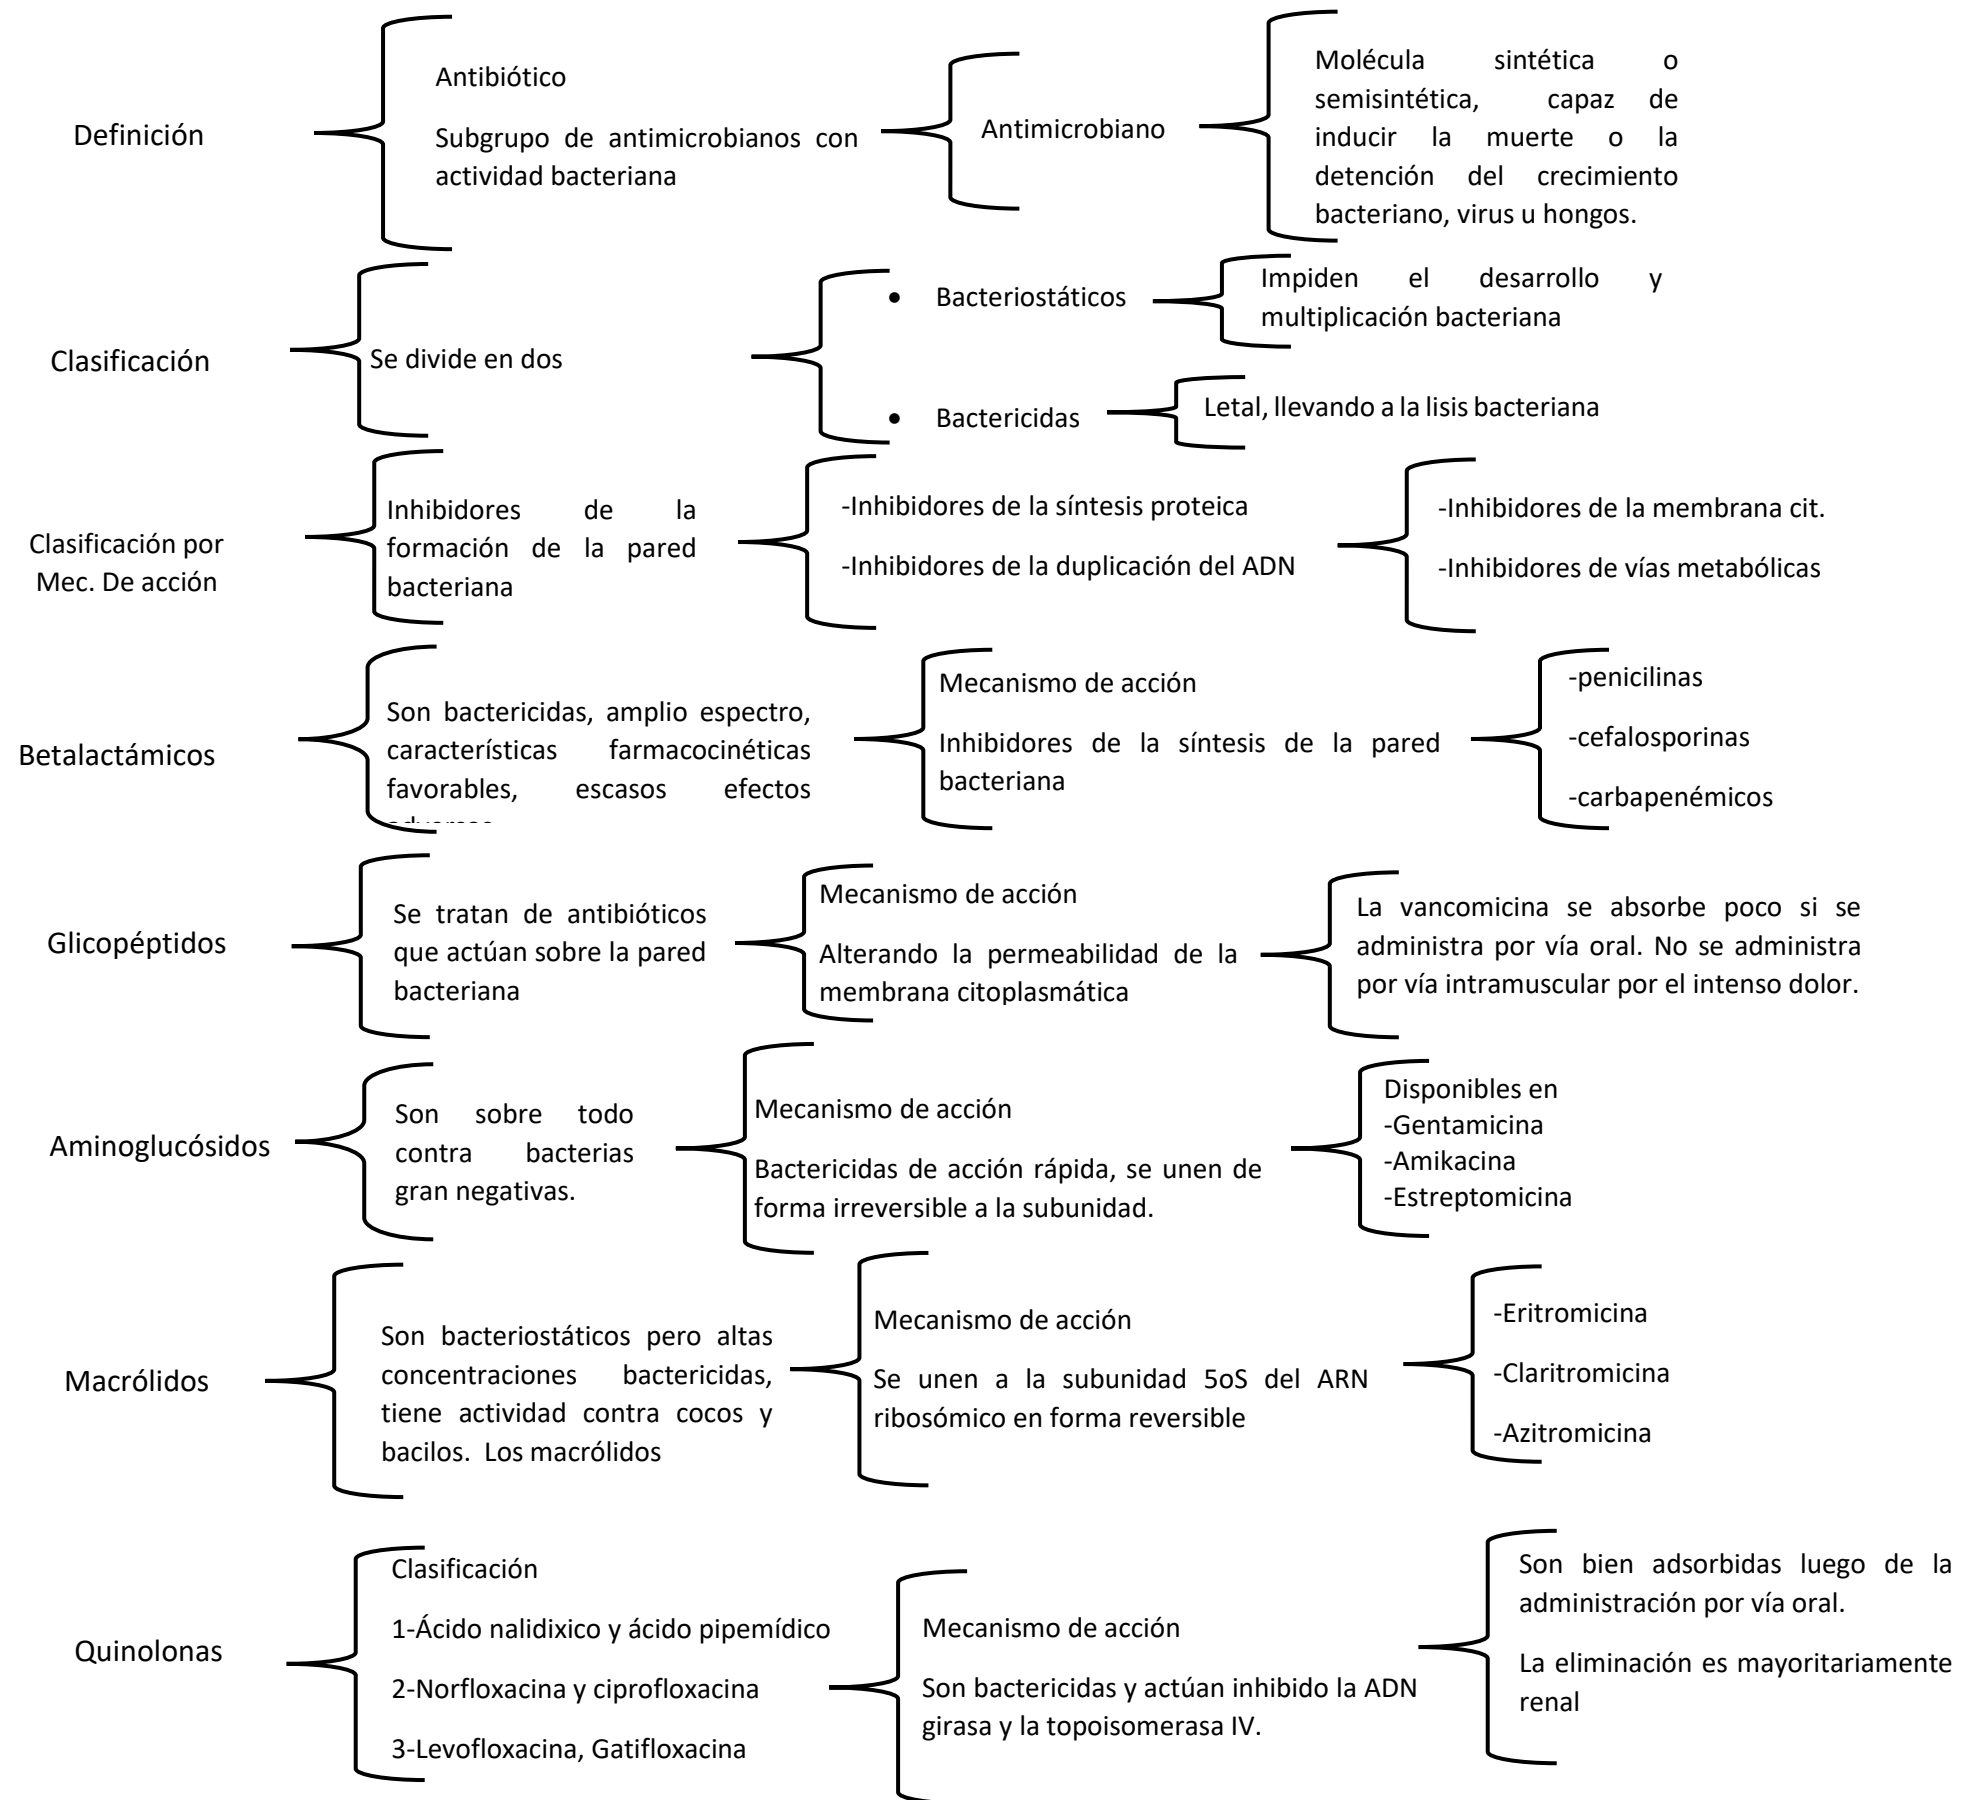 Definición
Antibiótico
Subgrupo de antimicrobianos con
actividad bacteriana
Antimicrobiano
Molécula sintética o
semisintética, capaz de
inducir la muerte o la
detención del crecimiento
bacteriano, virus u hongos.
Clasificación
Se divide en dos
• Bacteriostáticos
Impiden el desarrollo y
multiplicación bacteriana
• Bactericidas
Letal, llevando a la lisis bacteriana
Clasificación por
Mec. De acción
Inhibidores de la
formación de la pared
bacteriana
-Inhibidores de la síntesis proteica
-Inhibidores de la duplicación del ADN
-Inhibidores de la membrana cit.
-Inhibidores de vías metabólicas
Betalactámicos
Son bactericidas, amplio espectro,
características farmacocinéticas
favorables, escasos efectos
Mecanismo de acción
Inhibidores de la síntesis de la pared
bacteriana
-penicilinas
-cefalosporinas
-carbapenémicos
Glicopéptidos
Se tratan de antibióticos
que actúan sobre la pared
bacteriana
Mecanismo de acción
Alterando la permeabilidad de la
membrana citoplasmática
La vancomicina se absorbe poco si se
administra por vía oral. No se administra
por vía intramuscular por el intenso dolor.
Aminoglucósidos
Son sobre todo
contra bacterias
gran negativas.
Mecanismo de acción
Bactericidas de acción rápida, se unen de
forma irreversible a la subunidad.
Disponibles en
-Gentamicina
-Amikacina
-Estreptomicina
Macrólidos
Son bacteriostáticos pero altas
concentraciones bactericidas,
tiene actividad contra cocos y
bacilos. Los macrólidos
Mecanismo de acción
Se unen a la subunidad 5oS del ARN
ribosómico en forma reversible
-Eritromicina
-Claritromicina
-Azitromicina
Quinolonas
Clasificación
1-Ácido nalidixico y ácido pipemídico
2-Norfloxacina y ciprofloxacina
3-Levofloxacina, Gatifloxacina
Mecanismo de acción
Son bactericidas y actúan inhibido la ADN
girasa y la topoisomerasa IV.
Son bien adsorbidas luego de la
administración por vía oral.
La eliminación es mayoritariamente
renal